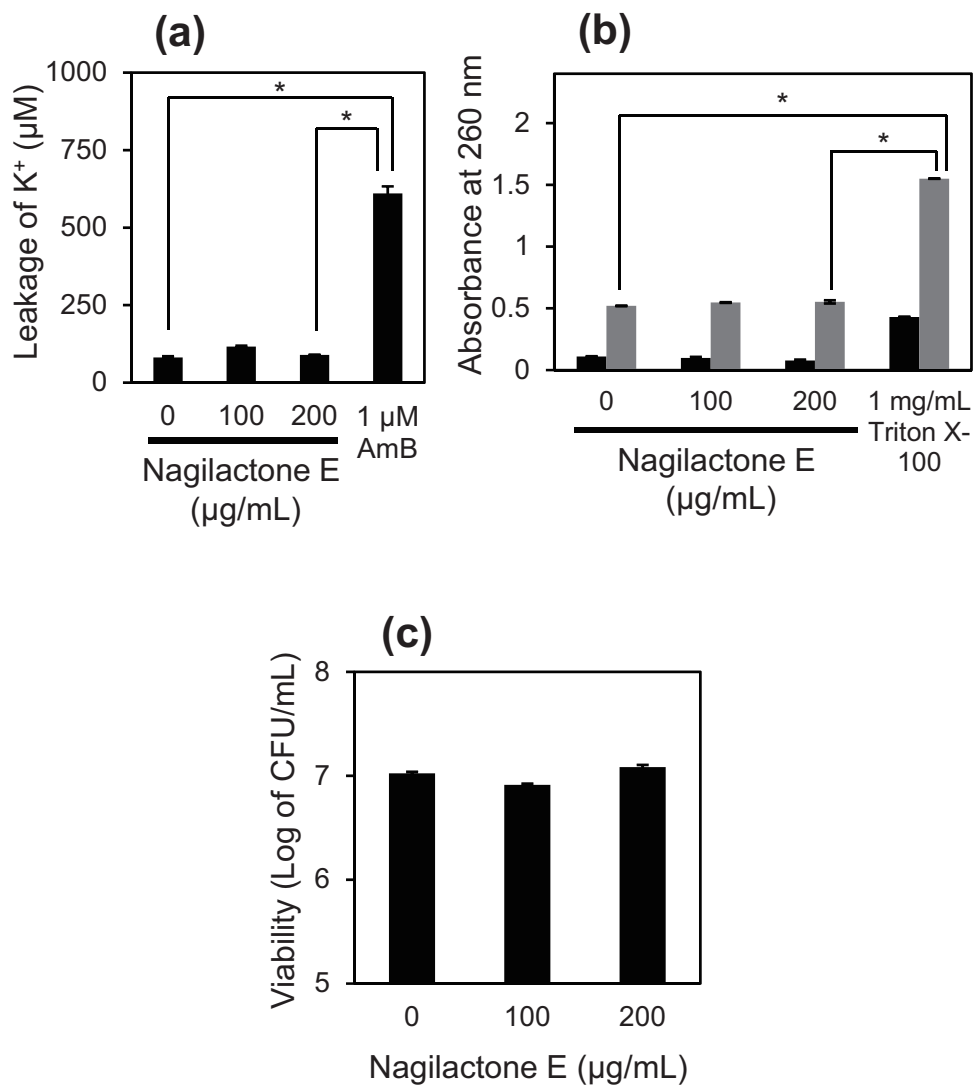 (a)
Leakage of K⁺ (µM)
1000
750
500
250
0
*
*
0 100 200 1 µM
AmB
Nagilactone E
(µg/mL)
(b)
Absorbance at 260 nm
2
1.5
1
0.5
0
*
*
0 100 200 1 mg/mL
Triton X-
100
Nagilactone E
(µg/mL)
(c)
Viability (Log of CFU/mL)
8
7
6
5
0 100 200
Nagilactone E (µg/mL)